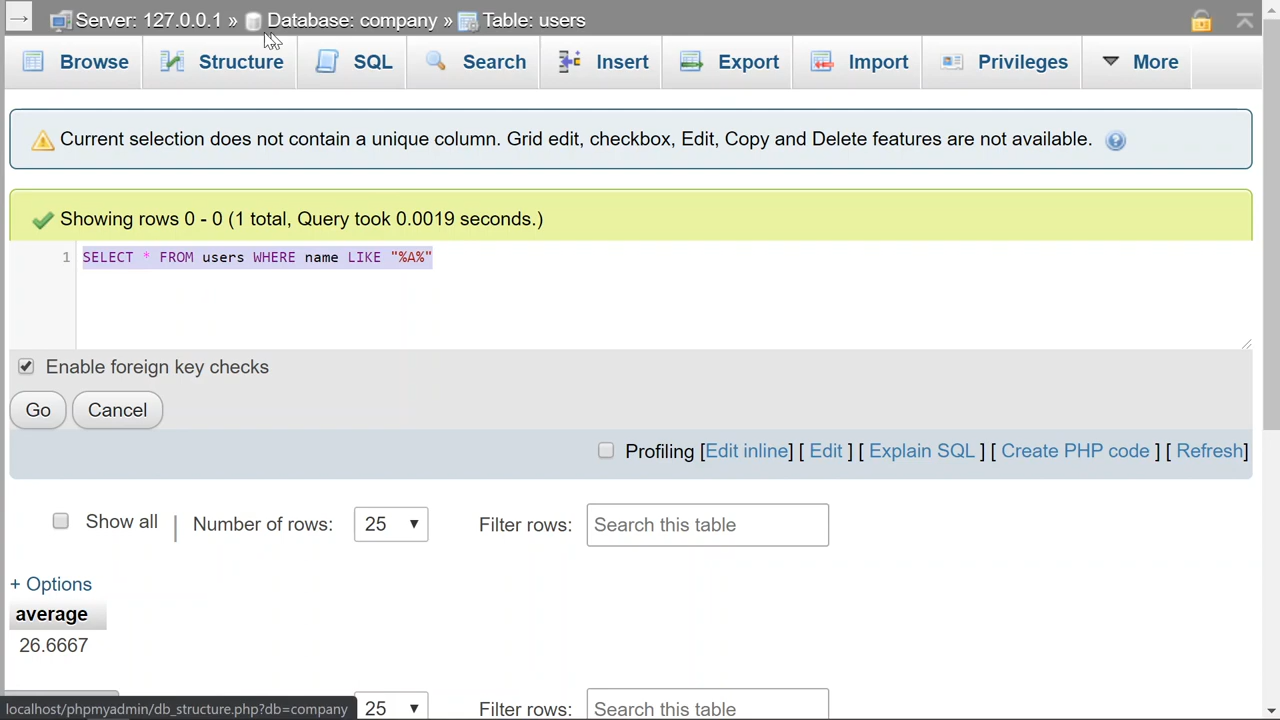 Server: 127.0.0.1 » Database: company » Table: users
Browse Structure SQL Search Insert Export Import Privileges More
Current selection does not contain a unique column. Grid edit, checkbox, Edit, Copy and Delete features are not available.
Showing rows 0 - 0 (1 total, Query took 0.0019 seconds.)
1 SELECT * FROM users WHERE name LIKE "%A%"
Enable foreign key checks
Go Cancel
Profiling [Edit inline] [ Edit ] [ Explain SQL ] [ Create PHP code ] [ Refresh]
Show all | Number of rows: 25 Filter rows: Search this table
+ Options
average
26.6667
25 Filter rows: Search this table
localhost/phpmyadmin/db_structure.php?db=company